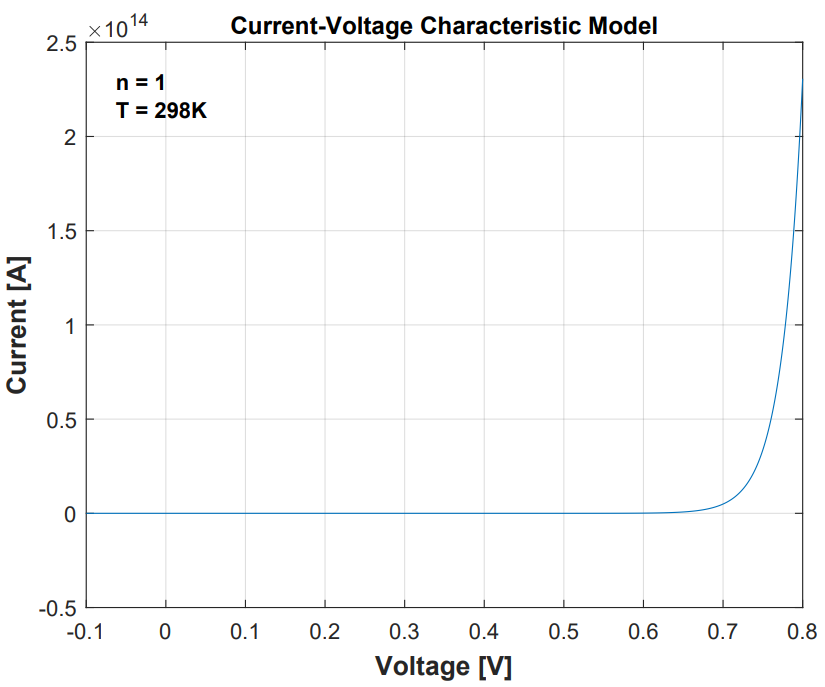 Current-Voltage Characteristic Model
×10^14
n = 1
T = 298K
2.5
2
1.5
1
0.5
0
-0.5
Current [A]
-0.1 0 0.1 0.2 0.3 0.4 0.5 0.6 0.7 0.8
Voltage [V]